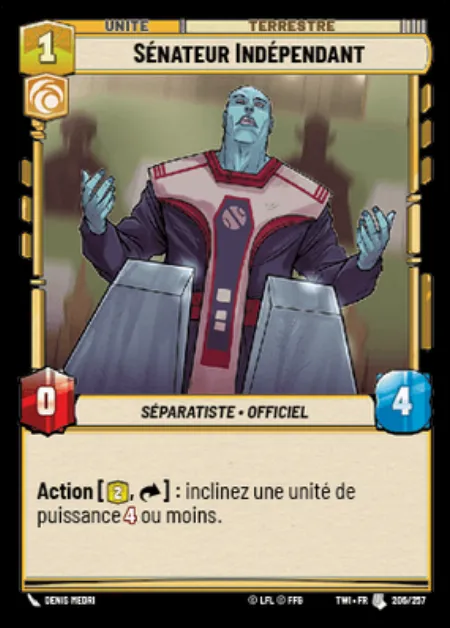 UNITÉ TERRESTRE
1 SÉNATEUR INDÉPENDANT
0 SÉPARATISTE • OFFICIEL 4
Action [2, ] : inclinez une unité de
puissance 4 ou moins.
DENIS MEDRI © LFL © FFG TWI • FR 206/257